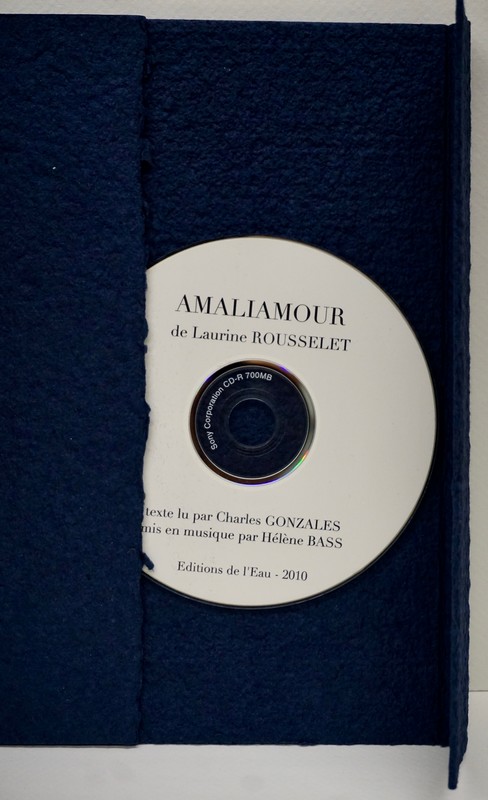 AMALIAMOUR
de Laurine ROUSSELET
Sony Corporation CD-R 700MB
texte lu par Charles GONZALES
mis en musique par Hélène BASS
Editions de l'Eau - 2010